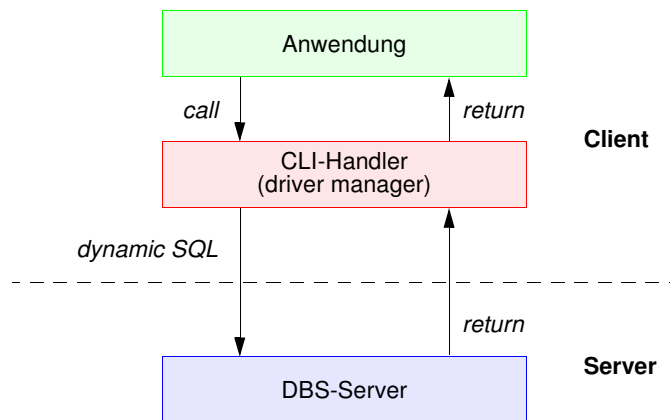 Anwendung
call
return
Client
CLI-Handler
(driver manager)
dynamic SQL
return
Server
DBS-Server